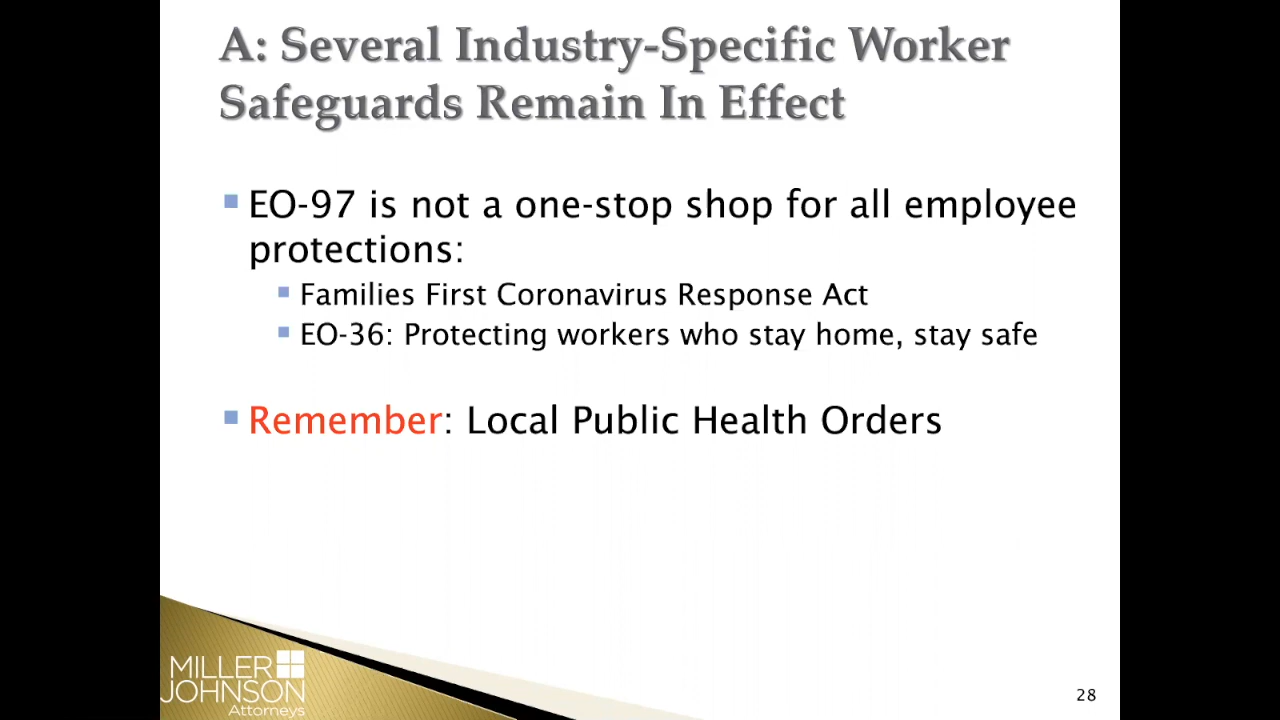 A: Several Industry-Specific Worker
Safeguards Remain In Effect
EO-97 is not a one-stop shop for all employee
protections:
Families First Coronavirus Response Act
EO-36: Protecting workers who stay home, stay safe
Remember: Local Public Health Orders
MILLER
JOHNSON
Attorneys
28